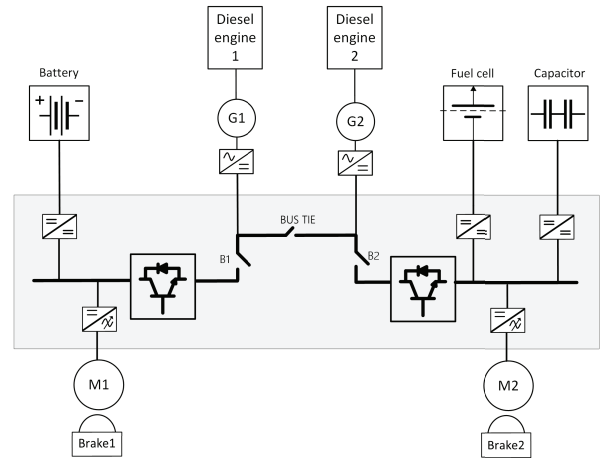 Diesel
engine
1
Diesel
engine
2
Battery
Fuel cell
Capacitor
+ −
G1
G2
BUS TIE
B1
B2
M1
M2
Brake1
Brake2